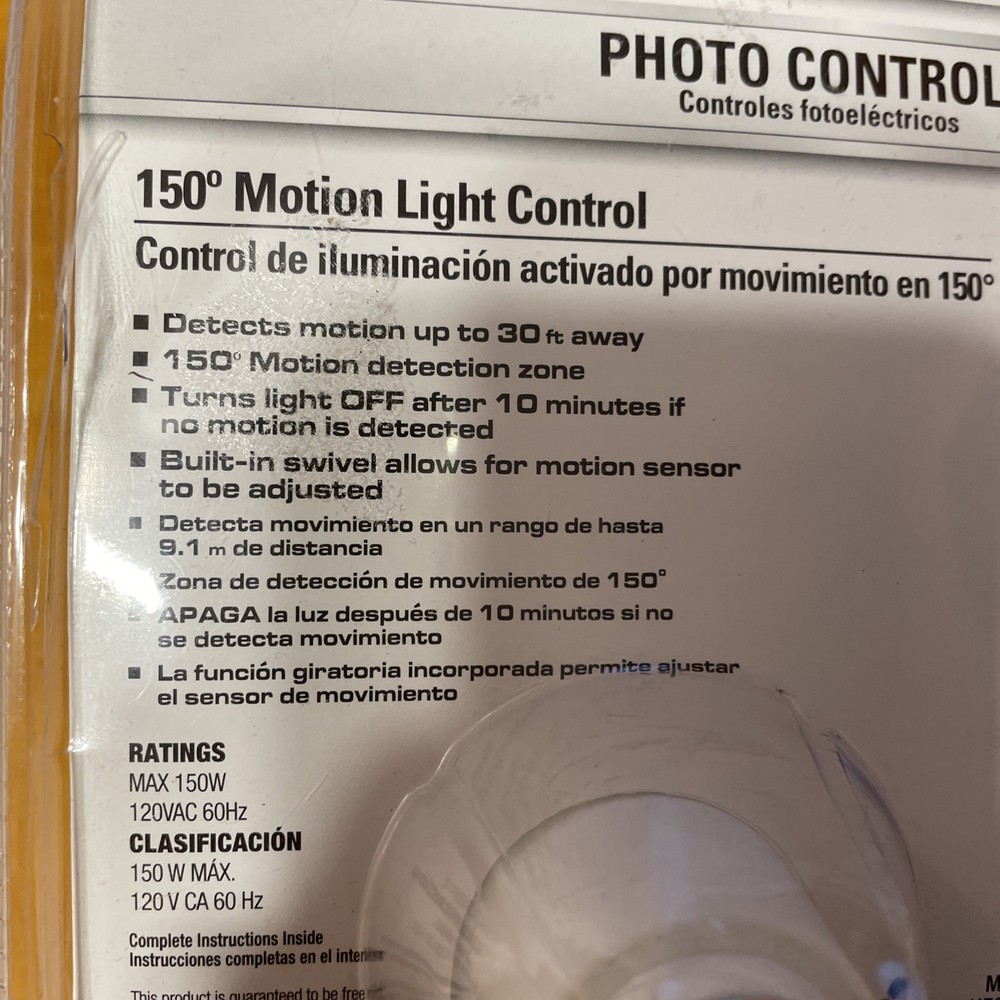 PHOTO CONTROL
Controles fotoeléctricos
150º Motion Light Control
Control de iluminación activado por movimiento en 150°
■ Detects motion up to 30 ft away
■ 150° Motion detection zone
■ Turns light OFF after 10 minutes if
no motion is detected
■ Built-in swivel allows for motion sensor
to be adjusted
■ Detecta movimiento en un rango de hasta
9.1 m de distancia
Zona de detección de movimiento de 150°
■ APAGA la luz después de 10 minutos si no
se detecta movimiento
■ La función giratoria incorporada permite ajustar
el sensor de movimiento
RATINGS
MAX 150W
120VAC 60Hz
CLASIFICACIÓN
150 W MÁX.
120 V CA 60 Hz
Complete Instructions Inside
Instrucciones completas en el interior
This product is guaranteed to be free